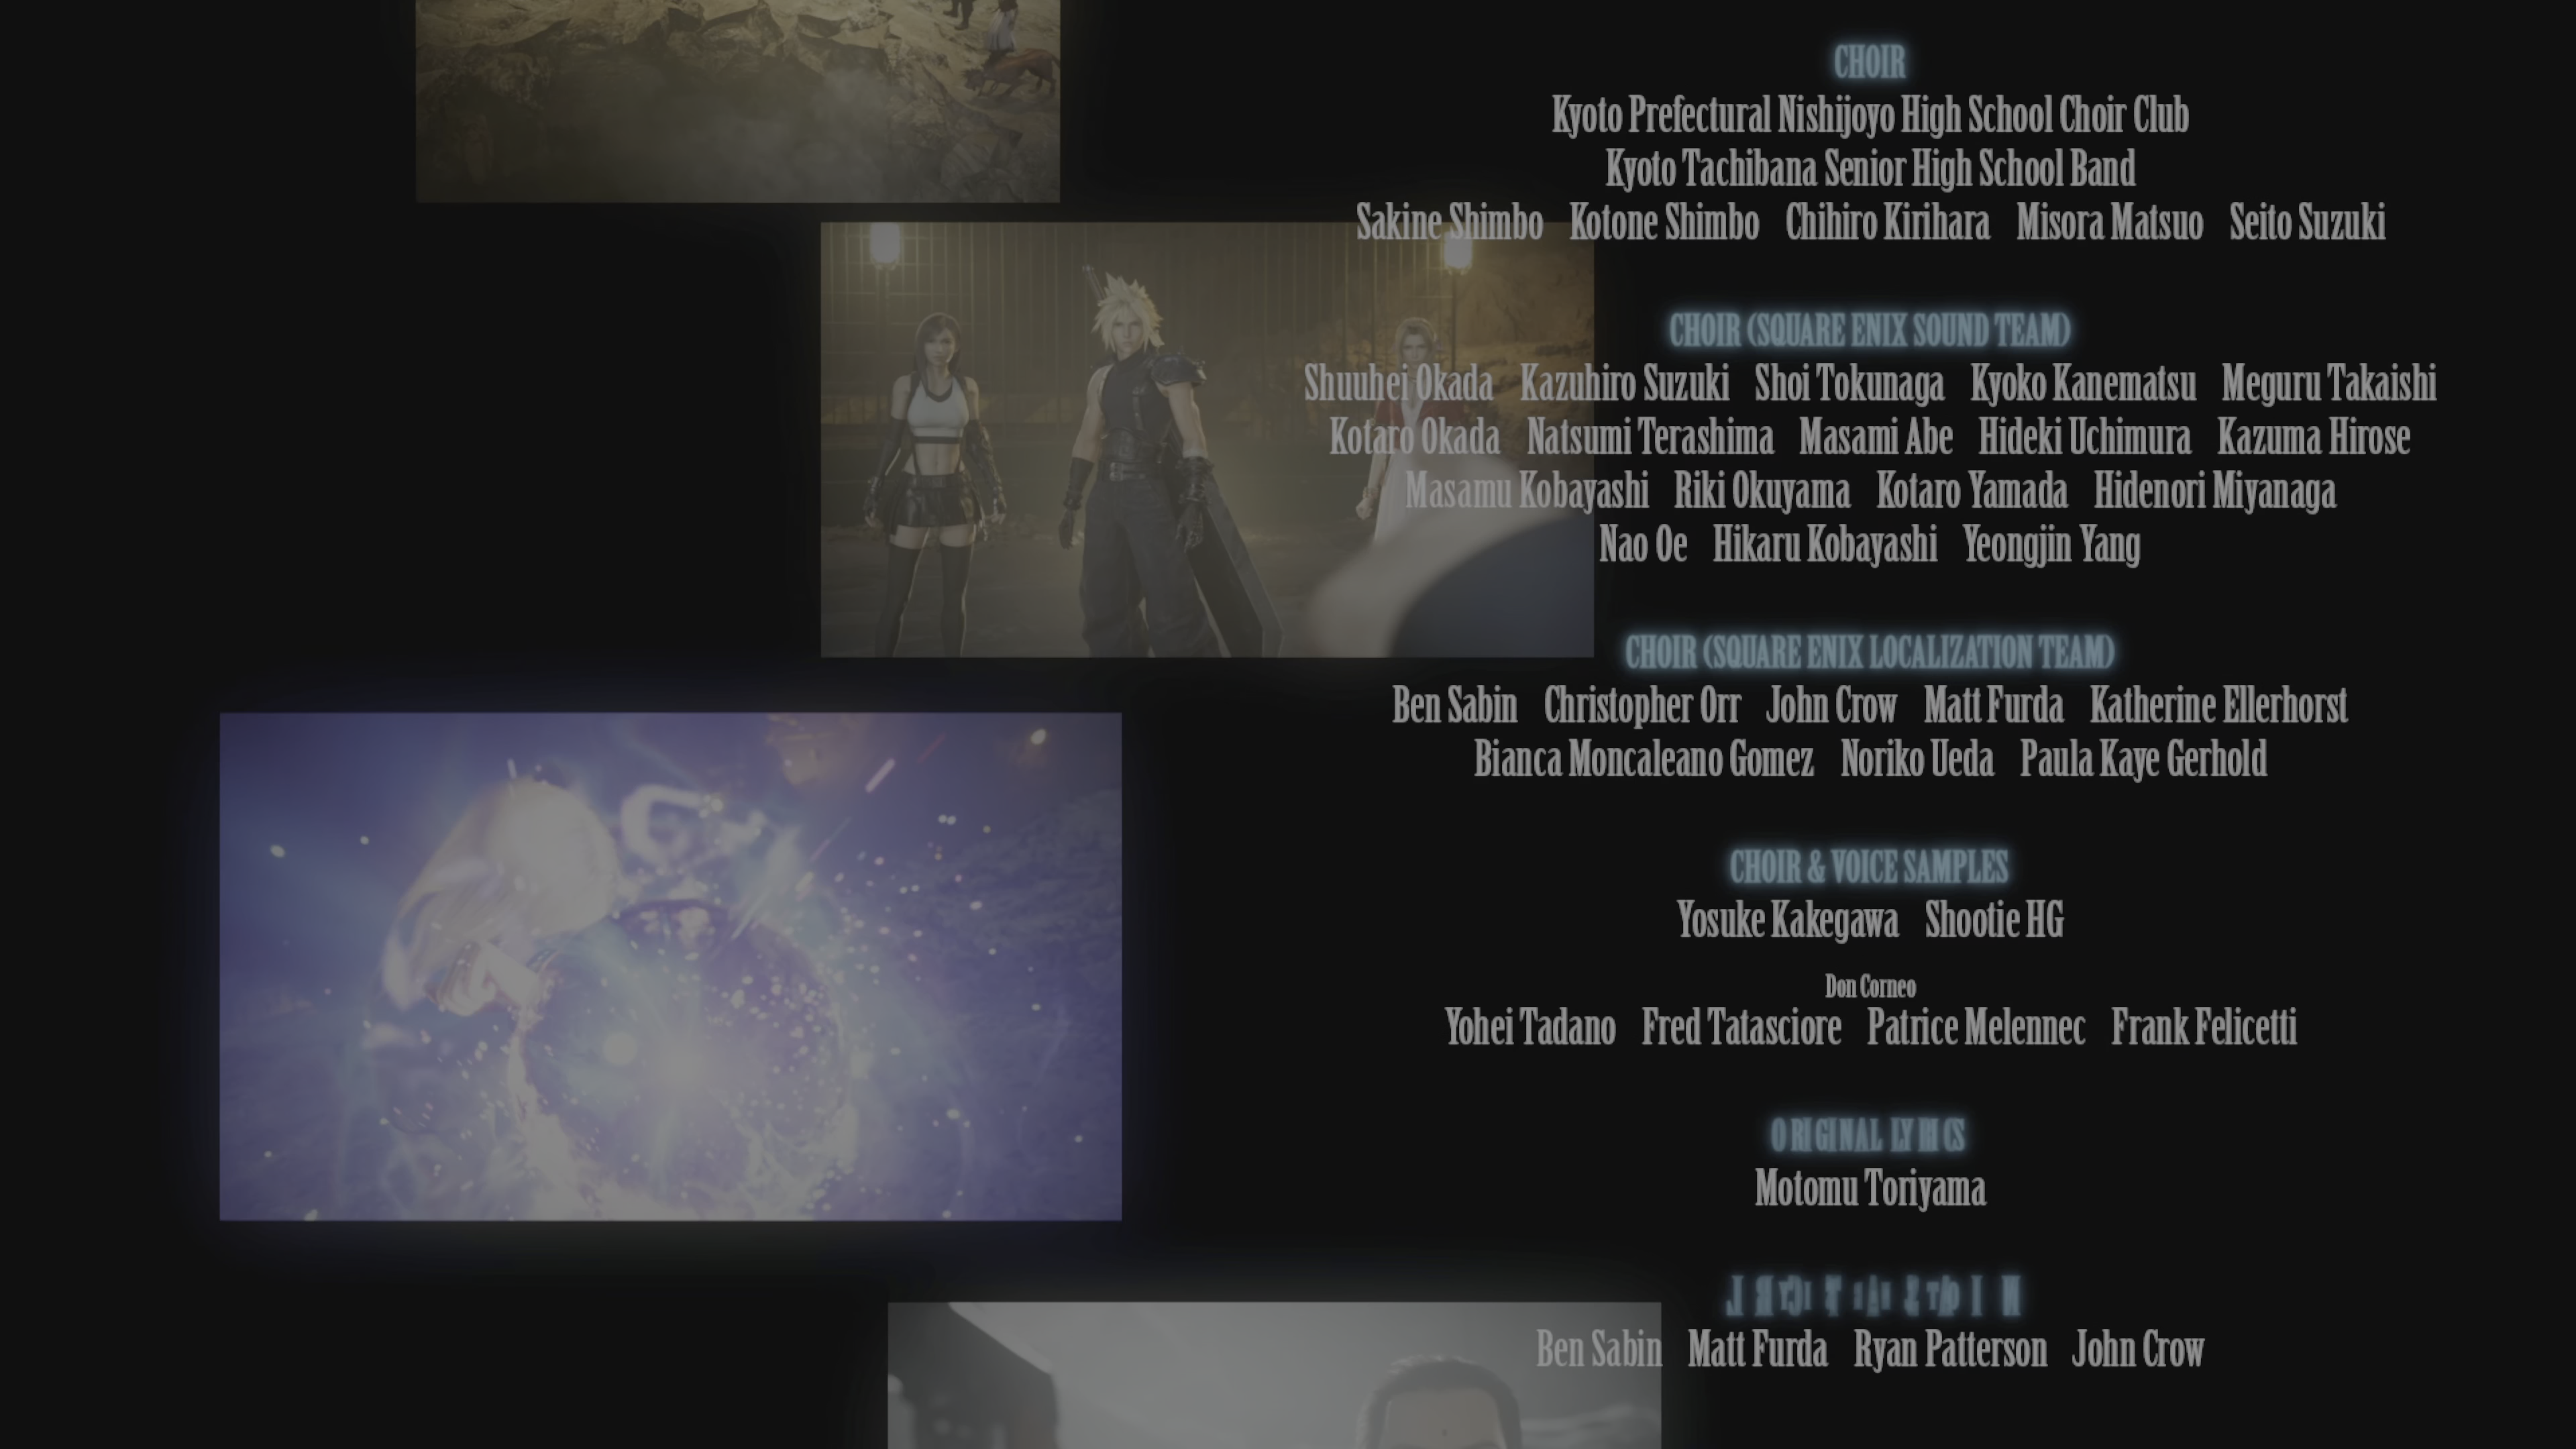 CHOIR
Kyoto Prefectural Nishijoyo High School Choir Club
Kyoto Tachibana Senior High School Band
Sakine Shimbo Kotone Shimbo Chihiro Kirihara Misora Matsuo Seito Suzuki
CHOIR (SQUARE ENIX SOUND TEAM)
Shuuhei Okada Kazuhiro Suzuki Shoi Tokunaga Kyoko Kanematsu Meguru Takaishi
Kotaro Okada Natsumi Terashima Masami Abe Hideki Uchimura Kazuma Hirose
Masamu Kobayashi Riki Okuyama Kotaro Yamada Hidenori Miyanaga
Nao Oe Hikaru Kobayashi Yeongjin Yang
CHOIR (SQUARE ENIX LOCALIZATION TEAM)
Ben Sabin Christopher Orr John Crow Matt Furda Katherine Ellerhorst
Bianca Moncaleano Gomez Noriko Ueda Paula Kaye Gerhold
CHOIR & VOICE SAMPLES
Yosuke Kakegawa Shootie HG
Don Corneo
Yohei Tadano Fred Tatasciore Patrice Melennec Frank Felicetti
ORIGINAL LYRICS
Motomu Toriyama
Ben Sabin Matt Furda Ryan Patterson John Crow